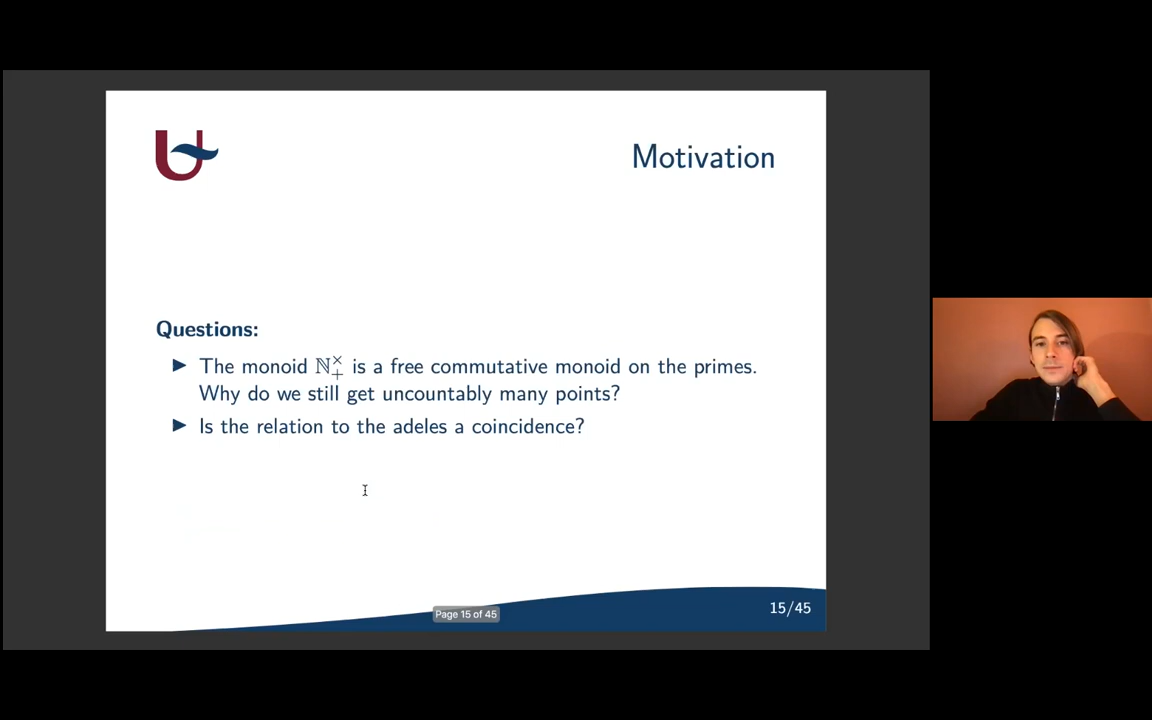 Motivation
Questions:
▶ The monoid ℕ₊ˣ is a free commutative monoid on the primes.
Why do we still get uncountably many points?
▶ Is the relation to the adeles a coincidence?
15/45
Page 15 of 45